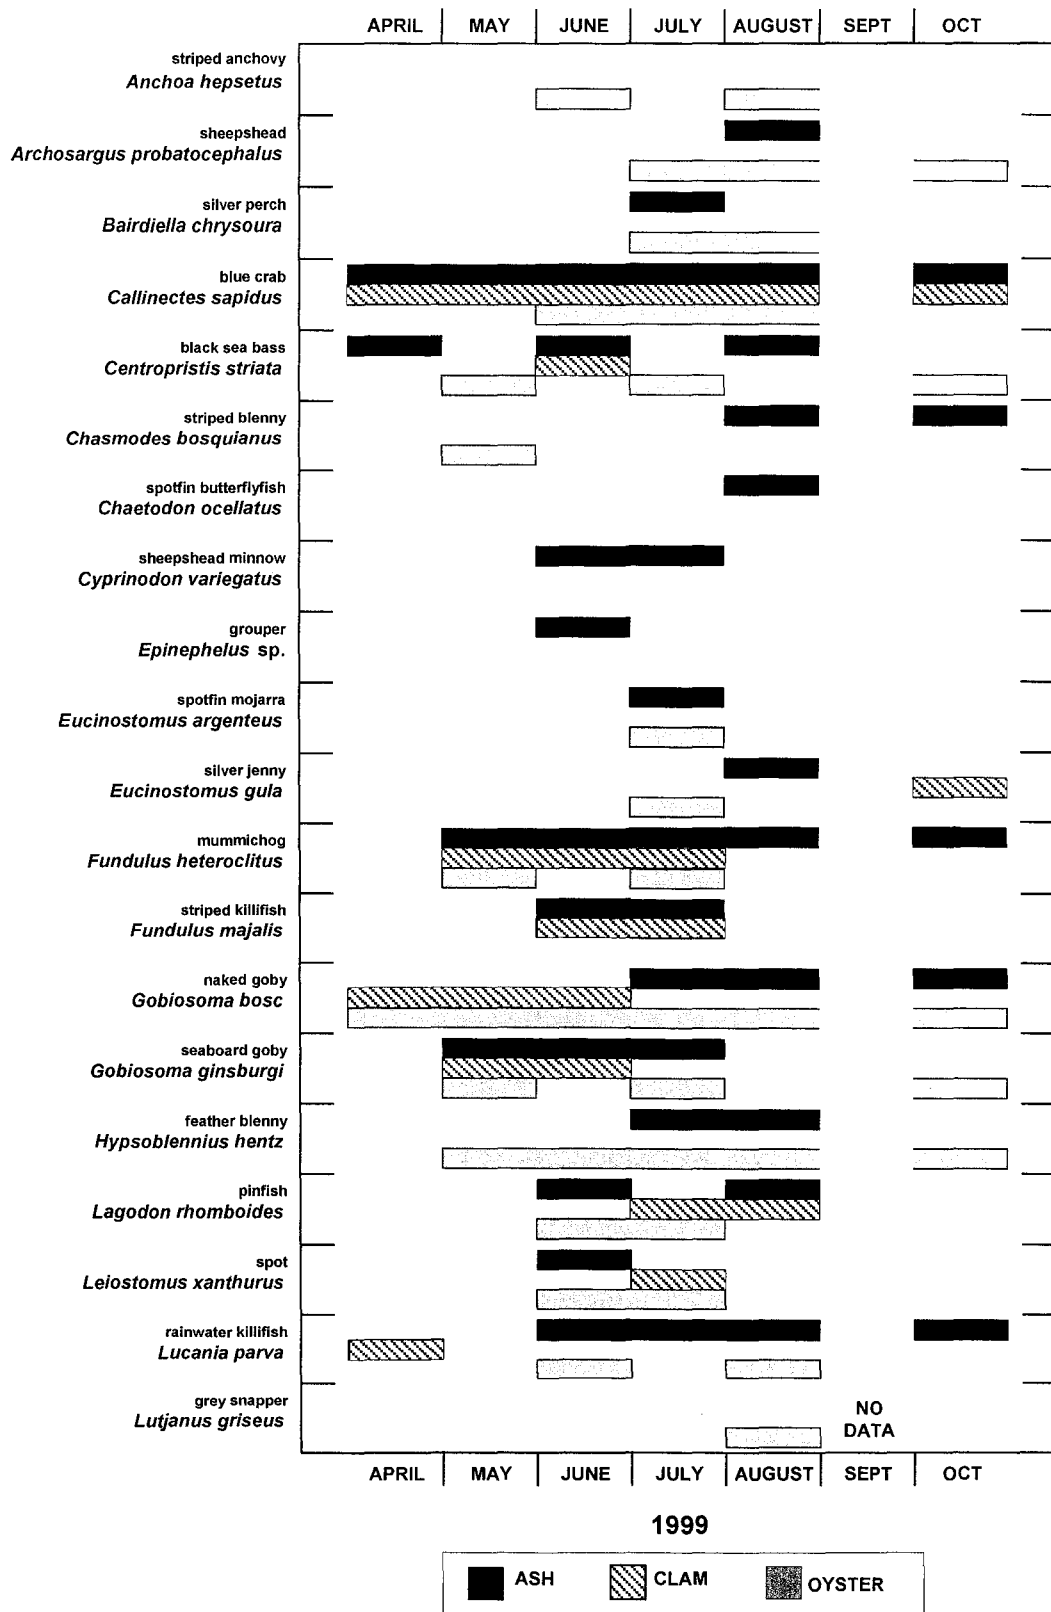 APRIL MAY JUNE JULY AUGUST SEPT OCT
striped anchovy
Anchoa hepsetus
sheepshead
Archosargus probatocephalus
silver perch
Bairdiella chrysoura
blue crab
Callinectes sapidus
black sea bass
Centropristis striata
striped blenny
Chasmodes bosquianus
spotfin butterflyfish
Chaetodon ocellatus
sheepshead minnow
Cyprinodon variegatus
grouper
Epinephelus sp.
spotfin mojarra
Eucinostomus argenteus
silver jenny
Eucinostomus gula
mummichog
Fundulus heteroclitus
striped killifish
Fundulus majalis
naked goby
Gobiosoma bosc
seaboard goby
Gobiosoma ginsburgi
feather blenny
Hypsoblennius hentz
pinfish
Lagodon rhomboides
spot
Leiostomus xanthurus
rainwater killifish
Lucania parva
grey snapper
Lutjanus griseus
NO
DATA
APRIL MAY JUNE JULY AUGUST SEPT OCT
1999
ASH CLAM OYSTER